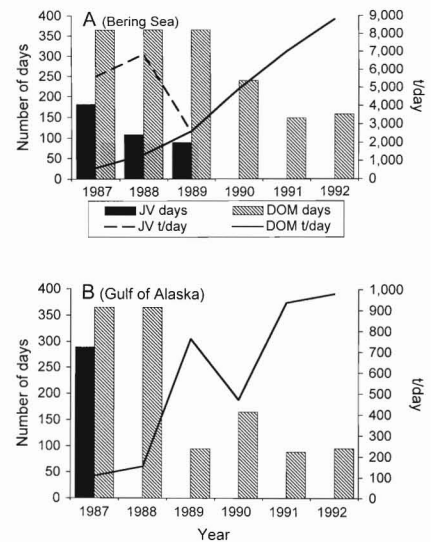 A (Bering Sea)
400 9,000
350 8,000
300 7,000
250 6,000
200 5,000
150 4,000
100 3,000
50 2,000
0 1,000
0
Number of days
t/day
1987 1988 1989 1990 1991 1992
JV days DOM days
JV t/day DOM t/day
B (Gulf of Alaska)
400 1,000
350 900
300 800
250 700
200 600
150 500
100 400
50 300
0 200
100
0
Number of days
t/day
1987 1988 1989 1990 1991 1992
Year